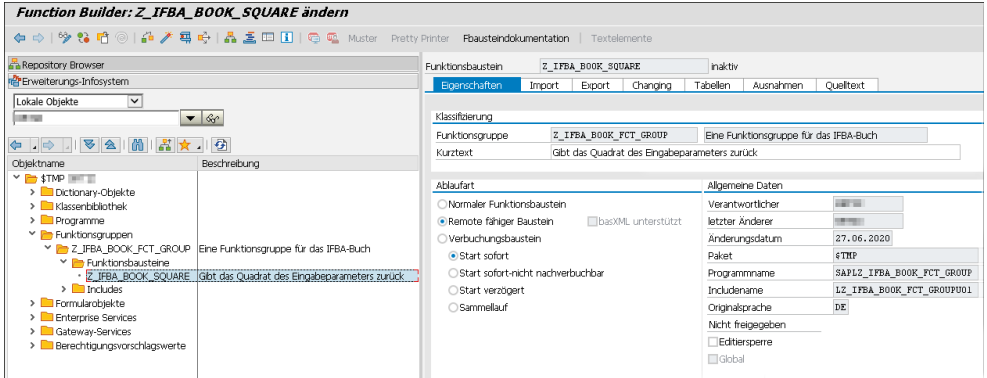 Function Builder: Z_IFBA_BOOK_SQUARE ändern
Muster Pretty Printer Fbausteindokumentation Textelemente
Repository Browser
Erweiterungs-Infosystem
Lokale Objekte
Objektname Beschreibung
$TMP
Dictionary-Objekte
Klassenbibliothek
Programme
Funktionsgruppen
Z_IFBA_BOOK_FCT_GROUP Eine Funktionsgruppe für das IFBA-Buch
Funktionsbausteine
Z_IFBA_BOOK_SQUARE Gibt das Quadrat des Eingabeparameters zurück
Includes
Formularobjekte
Enterprise Services
Gateway-Services
Berechtigungsvorschlagswerte
Funktionsbaustein Z_IFBA_BOOK_SQUARE inaktiv
Eigenschaften Import Export Changing Tabellen Ausnahmen Quelltext
Klassifizierung
Funktionsgruppe Z_IFBA_BOOK_FCT_GROUP Eine Funktionsgruppe für das IFBA-Buch
Kurztext Gibt das Quadrat des Eingabeparameters zurück
Ablaufart
Normaler Funktionsbaustein
Remote fähiger Baustein basXML unterstützt
Verbuchungsbaustein
Start sofort
Start sofort-nicht nachverbuchbar
Start verzögert
Sammellauf
Allgemeine Daten
Verantwortlicher
letzter Änderer
Änderungsdatum 27.06.2020
Paket $TMP
Programmname SAPLZ_IFBA_BOOK_FCT_GROUP
Includename LZ_IFBA_BOOK_FCT_GROUPU01
Originalsprache DE
Nicht freigegeben
Editiersperre
Global